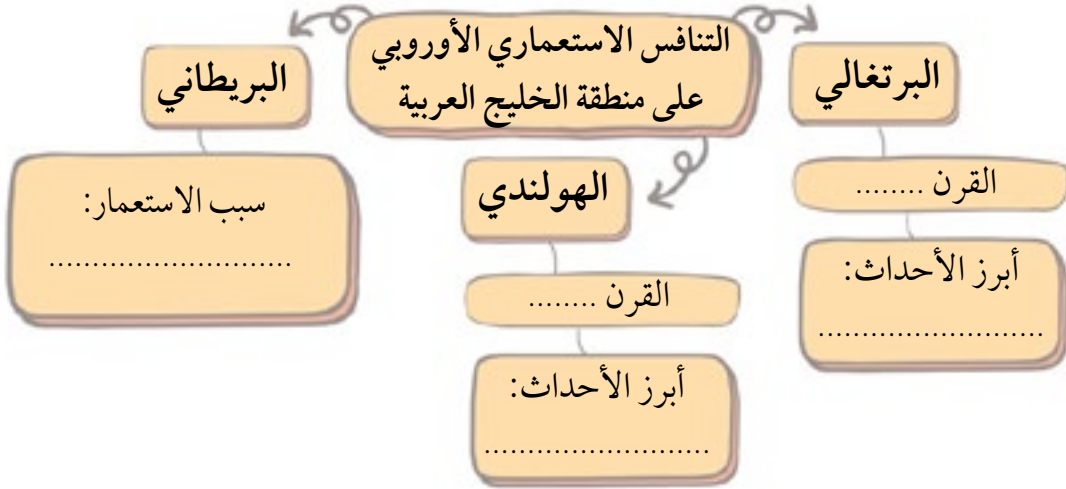 التنافس الاستعماري الأوروبي
على منطقة الخليج العربية
البرتغالي
القرن ........
أبرز الأحداث:
..........................
الهولندي
القرن ........
أبرز الأحداث:
..........................
البريطاني
سبب الاستعمار:
............................